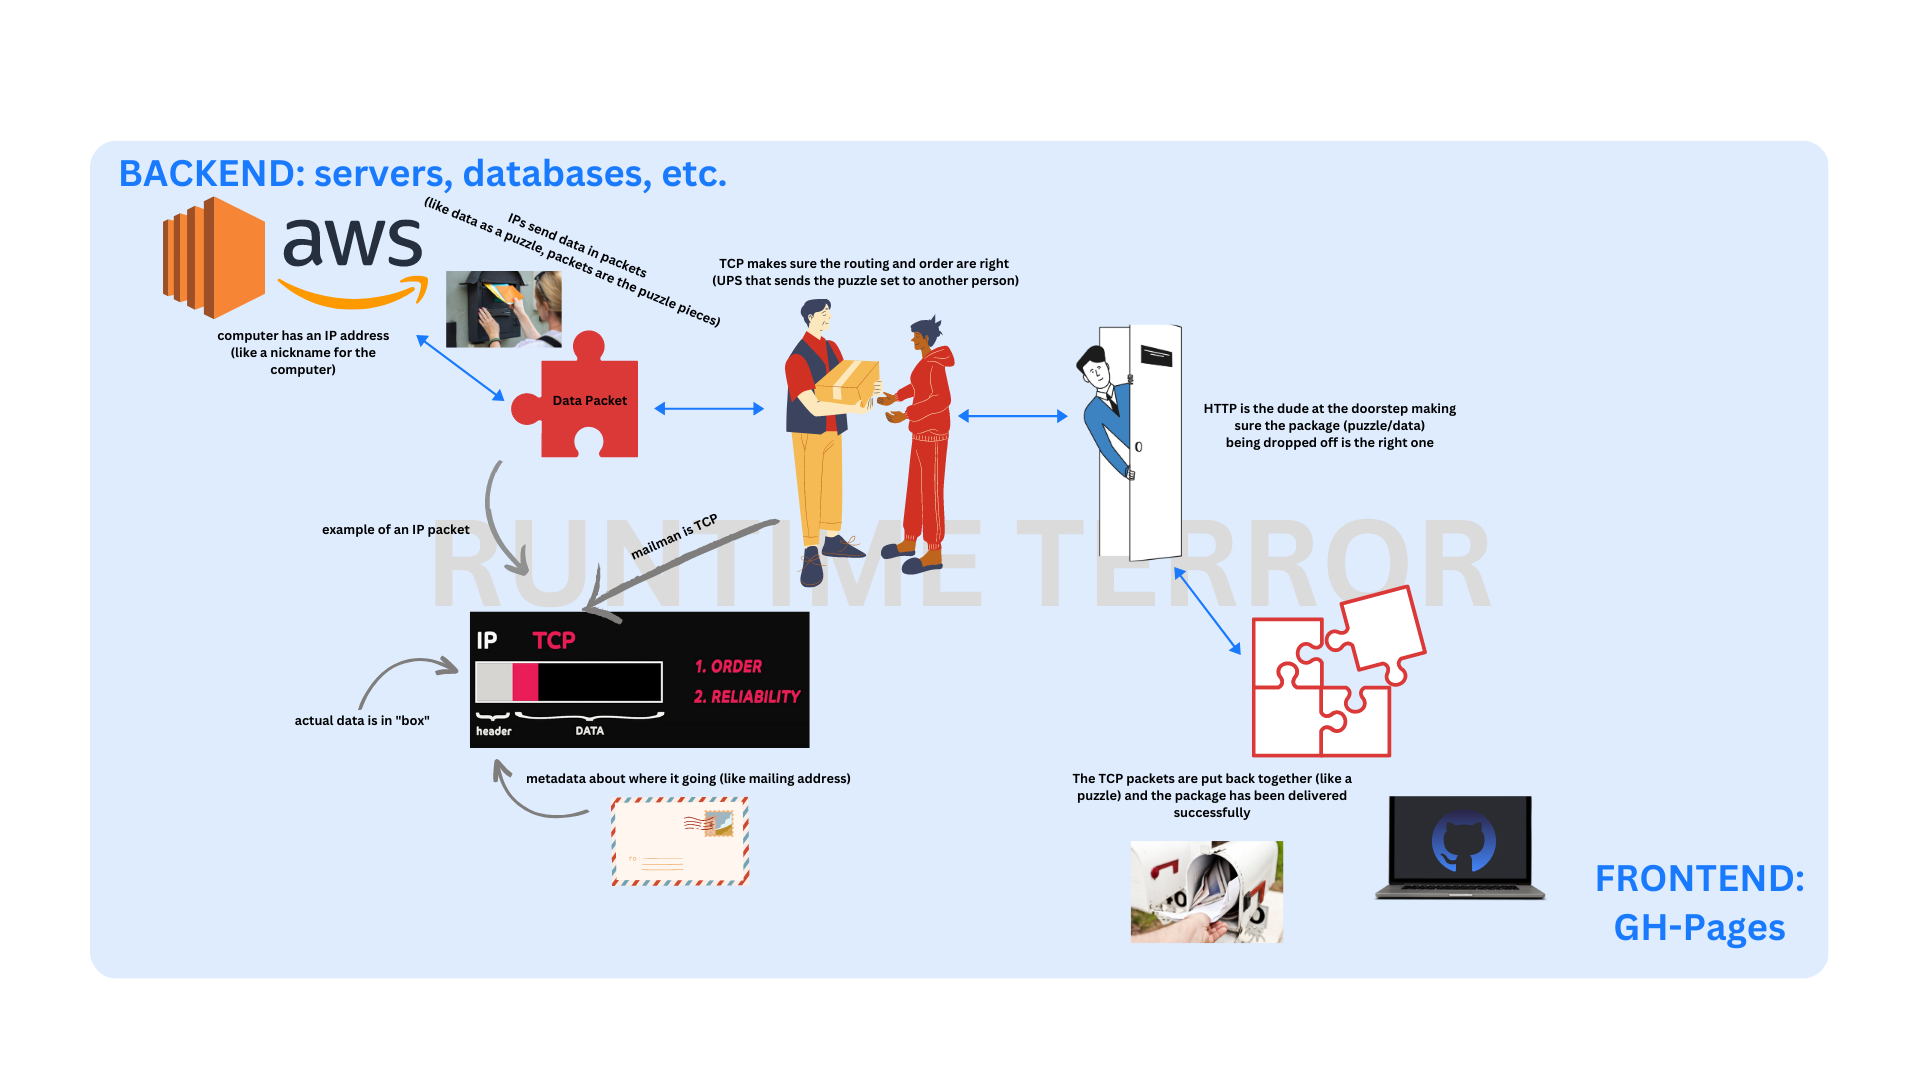 BACKEND: servers, databases, etc.
aws
IPs send data in packets
(like data as a puzzle, packets are the puzzle pieces)
computer has an IP address
(like a nickname for the
computer)
Data Packet
TCP makes sure the routing and order are right
(UPS that sends the puzzle set to another person)
HTTP is the dude at the doorstep making
sure the package (puzzle/data)
being dropped off is the right one
example of an IP packet
mailman is TCP
RUNTIME TERROR
IP TCP
1. ORDER
2. RELIABILITY
header
DATA
actual data is in "box"
metadata about where it going (like mailing address)
TO:
The TCP packets are put back together (like a
puzzle) and the package has been delivered
successfully
FRONTEND:
GH-Pages